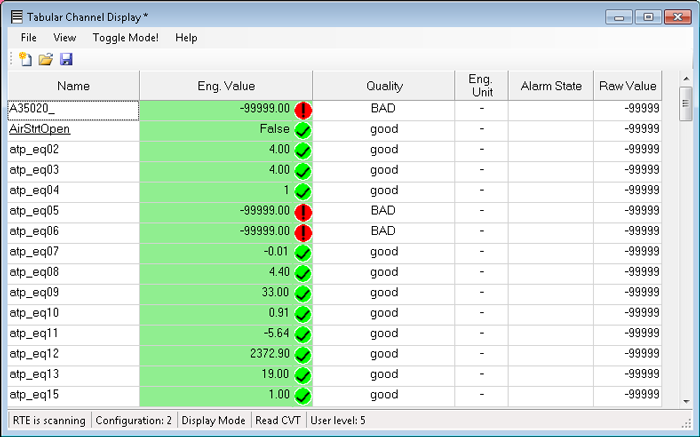 Tabular Channel Display *
File View Toggle Mode! Help
Name Eng. Value Quality Eng. Unit Alarm State Raw Value
A35020_ -99999.00 BAD - -99999
AirStrtOpen False good - -99999
atp_eq02 4.00 good - -99999
atp_eq03 4.00 good - -99999
atp_eq04 1 good - -99999
atp_eq05 -99999.00 BAD - -99999
atp_eq06 -99999.00 BAD - -99999
atp_eq07 -0.01 good - -99999
atp_eq08 4.40 good - -99999
atp_eq09 33.00 good - -99999
atp_eq10 0.91 good - -99999
atp_eq11 -5.64 good - -99999
atp_eq12 2372.90 good - -99999
atp_eq13 19.00 good - -99999
atp_eq15 1.00 good - -99999
RTE is scanning Configuration: 2 Display Mode Read CVT User level: 5